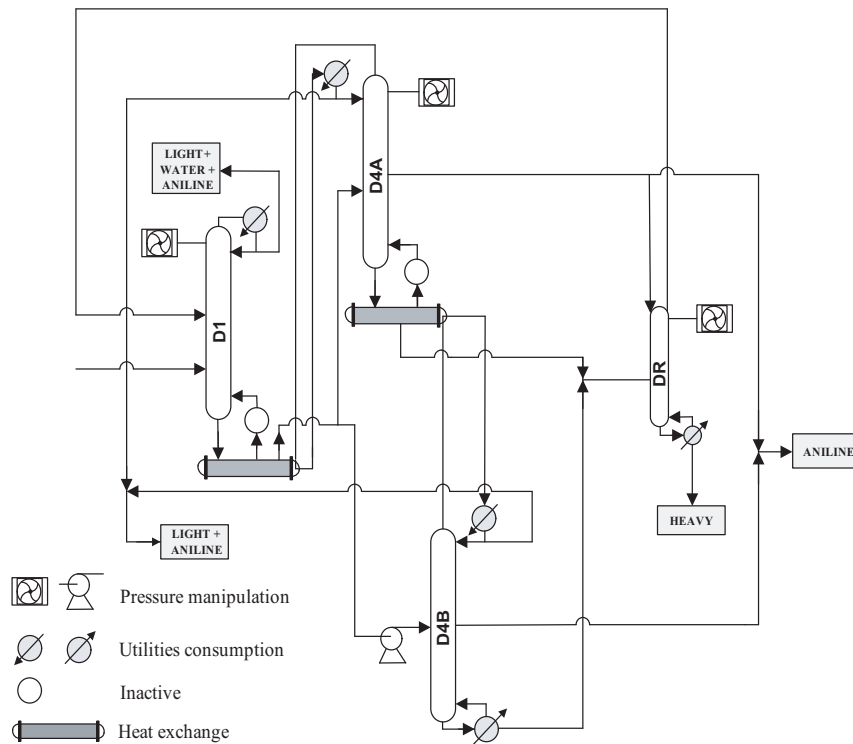 LIGHT+
WATER +
ANILINE
D4A
D1
DR
ANILINE
HEAVY
LIGHT +
ANILINE
D4B
Pressure manipulation
Utilities consumption
Inactive
Heat exchange